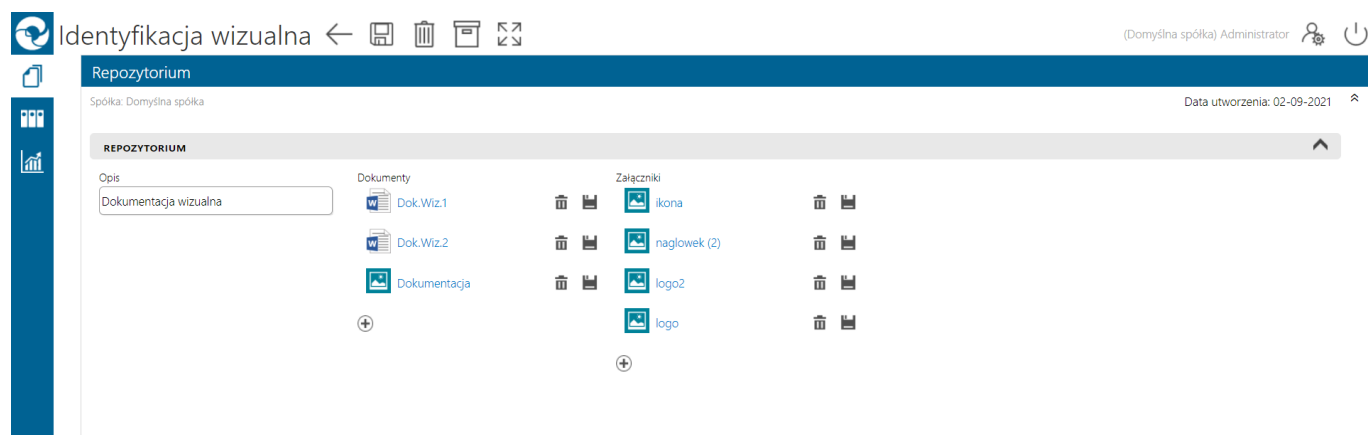 Identyfikacja wizualna
(Domyślna spółka) Administrator
Repozytorium
Spółka: Domyślna spółka
Data utworzenia: 02-09-2021
REPOZYTORIUM
Opis
Dokumenty
Załączniki
Dokumentacja wizualna
Dok.Wiz.1
ikona
Dok.Wiz.2
naglowek (2)
Dokumentacja
logo2
logo